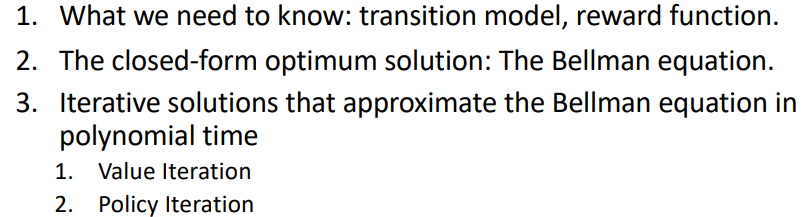 1. What we need to know: transition model, reward function.
2. The closed-form optimum solution: The Bellman equation.
3. Iterative solutions that approximate the Bellman equation in
polynomial time
1. Value Iteration
2. Policy Iteration